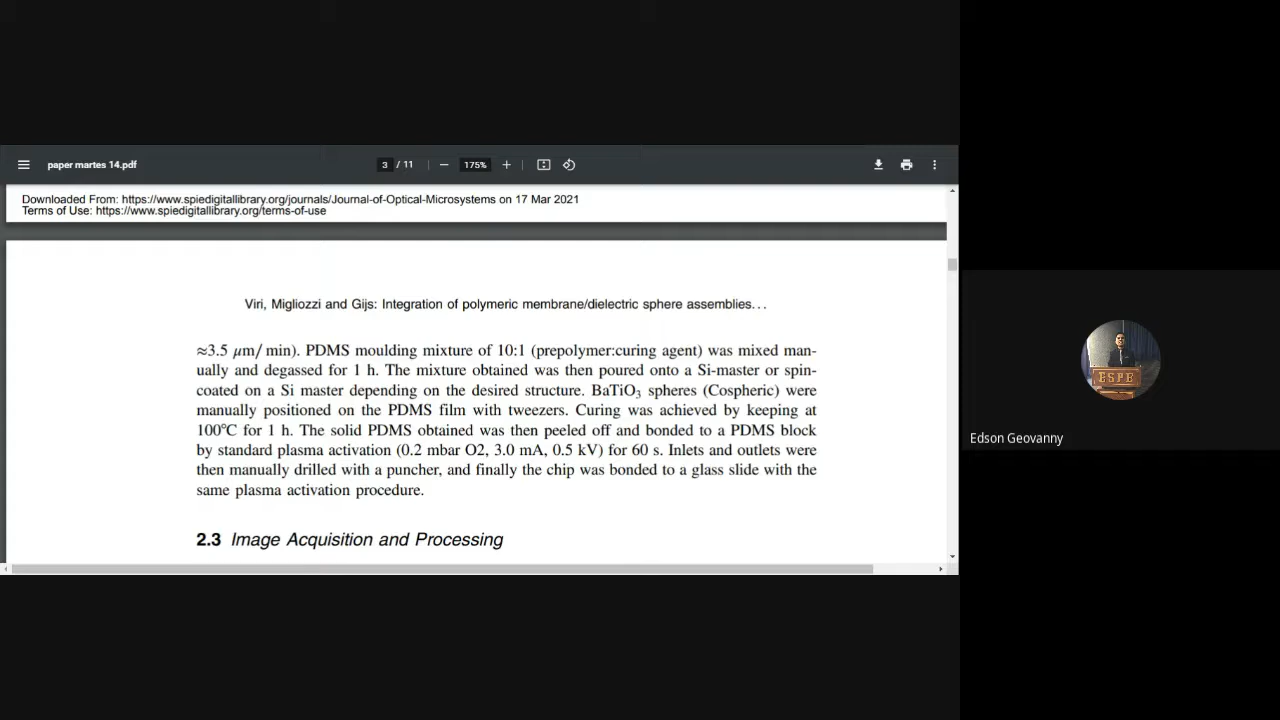 paper martes 14.pdf
3 / 11
175%
Downloaded From: https://www.spiedigitallibrary.org/journals/Journal-of-Optical-Microsystems on 17 Mar 2021
Terms of Use: https://www.spiedigitallibrary.org/terms-of-use
Viri, Migliozzi and Gijs: Integration of polymeric membrane/dielectric sphere assemblies...
≈3.5 μm/ min). PDMS moulding mixture of 10:1 (prepolymer:curing agent) was mixed man-
ually and degassed for 1 h. The mixture obtained was then poured onto a Si-master or spin-
coated on a Si master depending on the desired structure. BaTiO₃ spheres (Cospheric) were
manually positioned on the PDMS film with tweezers. Curing was achieved by keeping at
100°C for 1 h. The solid PDMS obtained was then peeled off and bonded to a PDMS block
by standard plasma activation (0.2 mbar O2, 3.0 mA, 0.5 kV) for 60 s. Inlets and outlets were
then manually drilled with a puncher, and finally the chip was bonded to a glass slide with the
same plasma activation procedure.
2.3 Image Acquisition and Processing
ESPE
Edson Geovanny